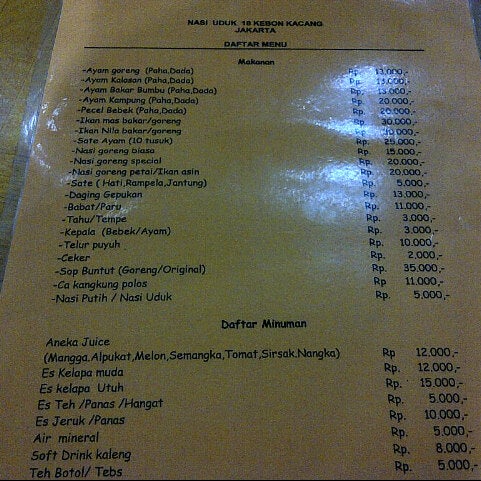 NASI UDUK 18 KEBON KACANG
JAKARTA
DAFTAR MENU
Makanan
-Ayam goreng (Paha,Dada) Rp. 13.000,-
-Ayam Kalasan (Paha,Dada) Rp. 13.000,-
-Ayam Bakar Bumbu (Paha,Dada) Rp. 13.000,-
-Ayam Kampung (Paha,Dada) Rp. 20.000,-
-Pecel Bebek (Paha,Dada) Rp. 20.000,-
-Ikan mas bakar/goreng Rp. 30.000,-
-Ikan Nila bakar/goreng Rp.
-Sate Ayam (10 tusuk) Rp. 25.000,-
-Nasi goreng biasa Rp. 15.000,-
-Nasi goreng special Rp. 20.000,-
-Nasi goreng petai/Ikan asin Rp. 20.000,-
-Sate ( Hati,Rampela,Jantung) Rp. 5.000,-
-Daging Gepukan Rp. 13.000,-
-Babat/Paru Rp. 11.000,-
-Tahu/Tempe Rp. 3.000,-
-Kepala (Bebek/Ayam) Rp. 3.000,-
-Telur puyuh Rp. 10.000,-
-Ceker Rp. 2.000,-
-Sop Buntut (Goreng/Original) Rp. 35.000,-
-Ca kangkung polos Rp. 11.000,-
-Nasi Putih / Nasi Uduk Rp. 5.000,-
Daftar Minuman
Aneka Juice
(Mangga,Alpukat,Melon,Semangka,Tomat,Sirsak.Nangka) Rp 12.000,-
Es Kelapa muda Rp. 12.000,-
Es kelapa Utuh Rp. 15.000,-
Es Teh /Panas /Hangat Rp. 5.000,-
Es Jeruk /Panas Rp. 10.000,-
Air mineral Rp. 5.000,-
Soft Drink kaleng Rp. 8.000,-
Teh Botol/ Tebs Rp. 5.000,-